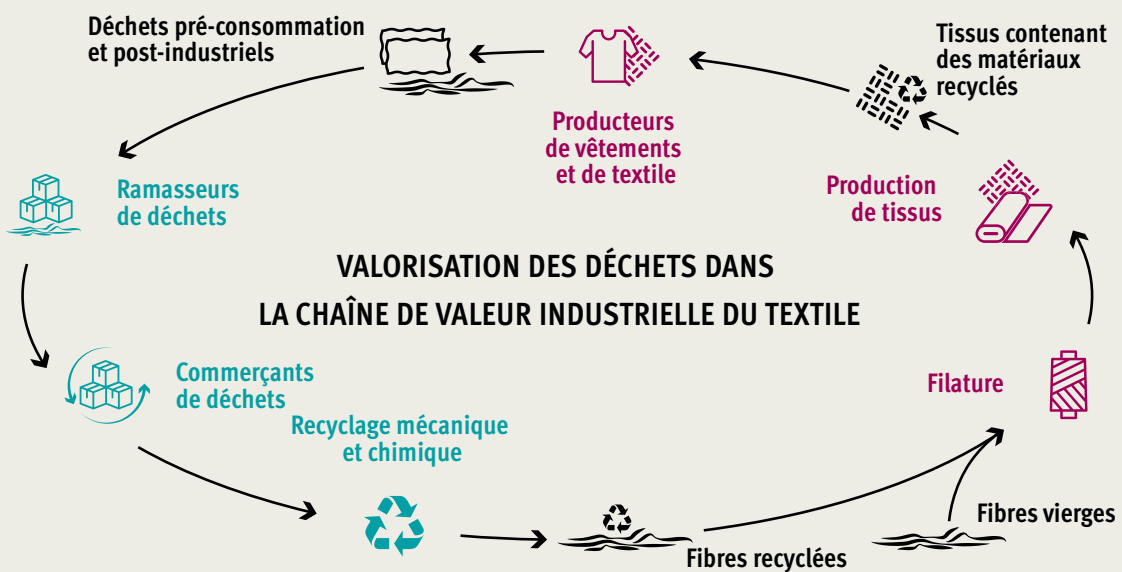 Déchets pré-consommation
et post-industriels
Tissus contenant
des matériaux
recyclés
Producteurs
de vêtements
et de textile
Ramasseurs
de déchets
Production
de tissus
VALORISATION DES DÉCHETS DANS
LA CHAÎNE DE VALEUR INDUSTRIELLE DU TEXTILE
Commerçants
de déchets
Filature
Recyclage mécanique
et chimique
Fibres vierges
Fibres recyclées